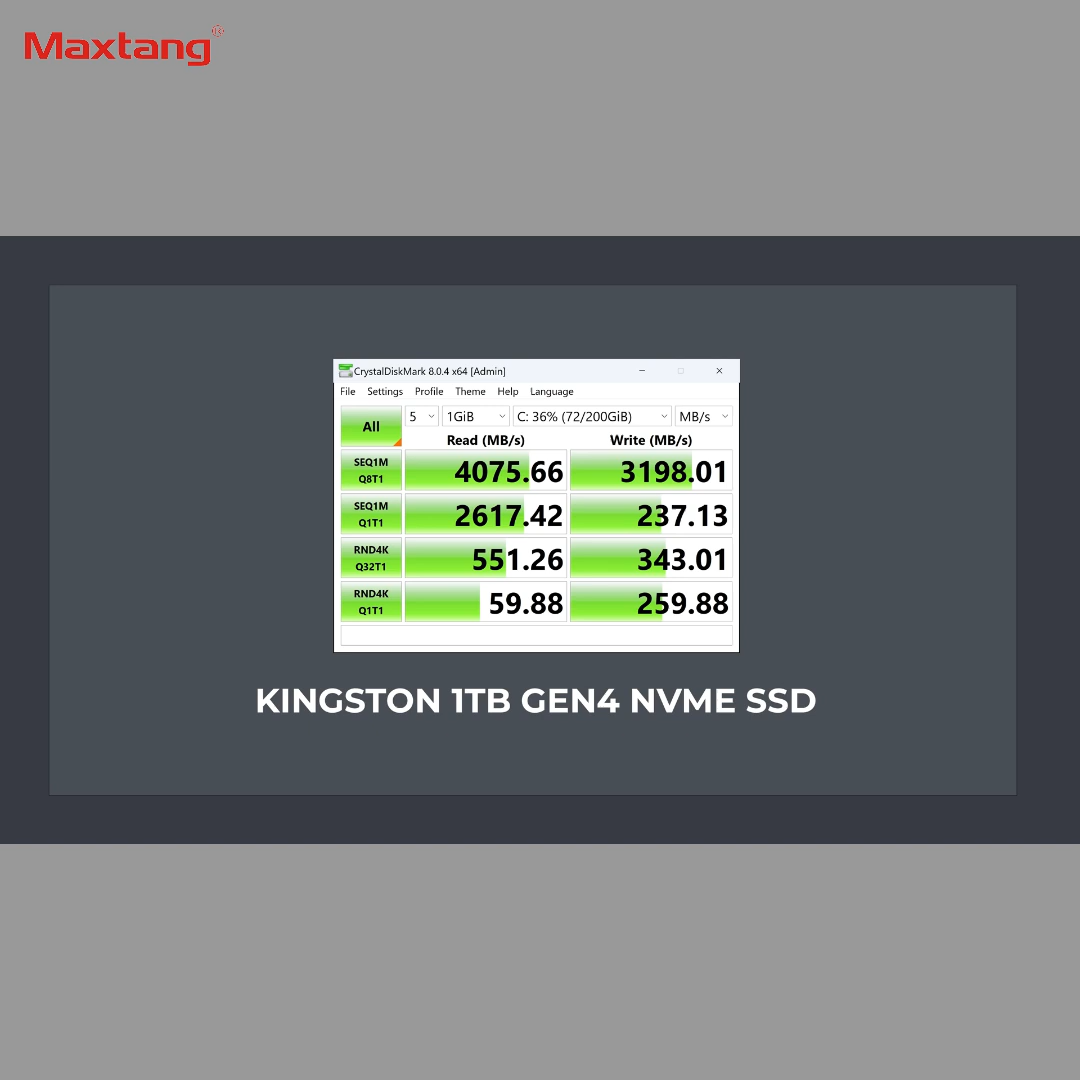 Maxtang®
CrystalDiskMark 8.0.4 x64 [Admin]
File Settings Profile Theme Help Language
All 5 1GiB C: 36% (72/200GiB) MB/s
Read (MB/s) Write (MB/s)
SEQ1M
Q8T1 4075.66 3198.01
SEQ1M
Q1T1 2617.42 237.13
RND4K
Q32T1 551.26 343.01
RND4K
Q1T1 59.88 259.88
KINGSTON 1TB GEN4 NVME SSD